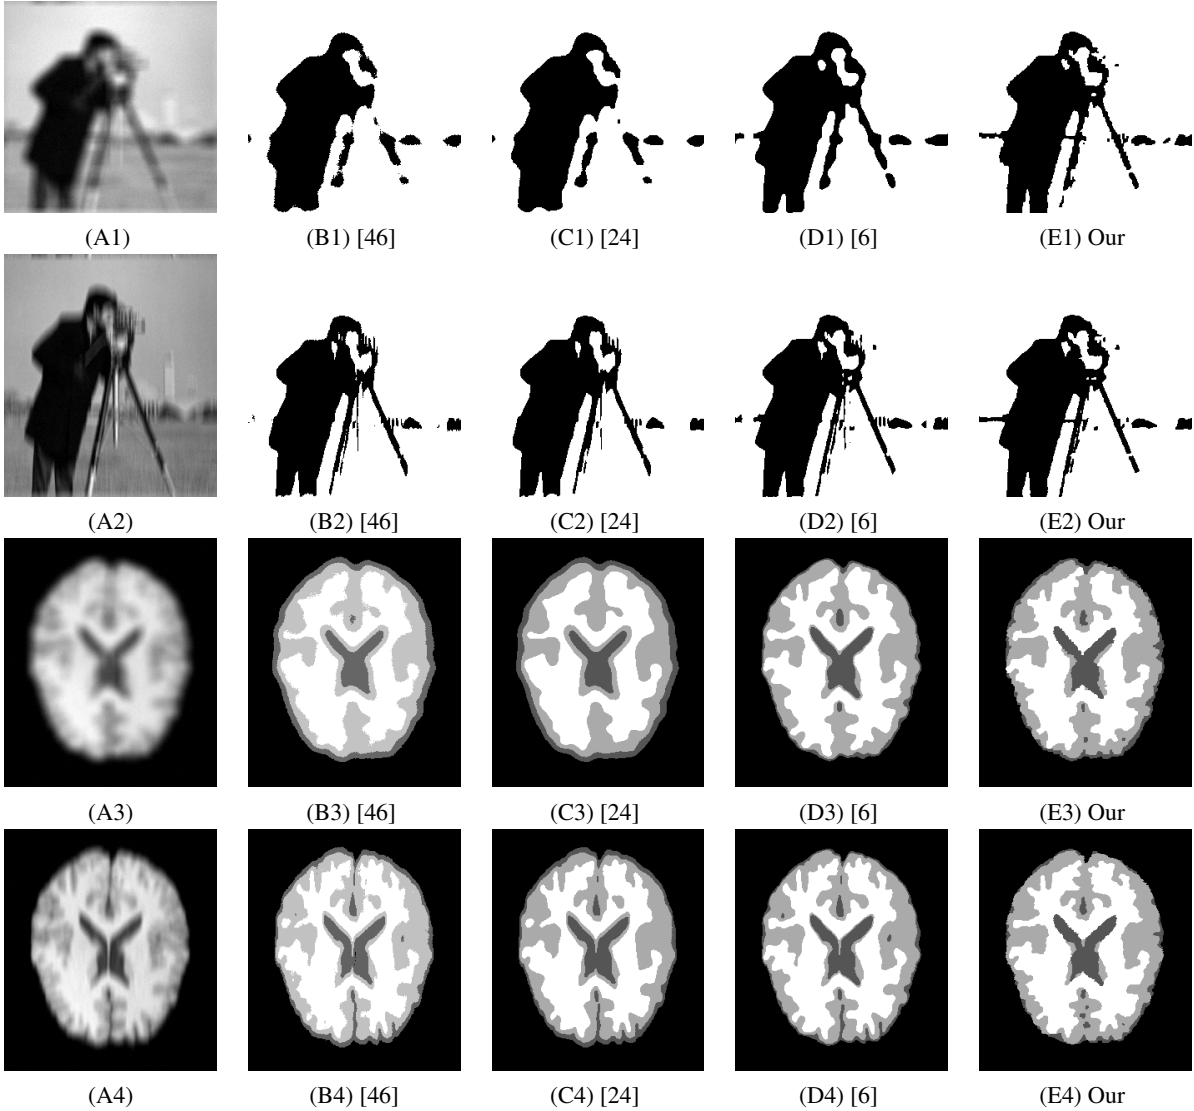 (A1) (B1) [46] (C1) [24] (D1) [6] (E1) Our
(A2) (B2) [46] (C2) [24] (D2) [6] (E2) Our
(A3) (B3) [46] (C3) [24] (D3) [6] (E3) Our
(A4) (B4) [46] (C4) [24] (D4) [6] (E4) Our